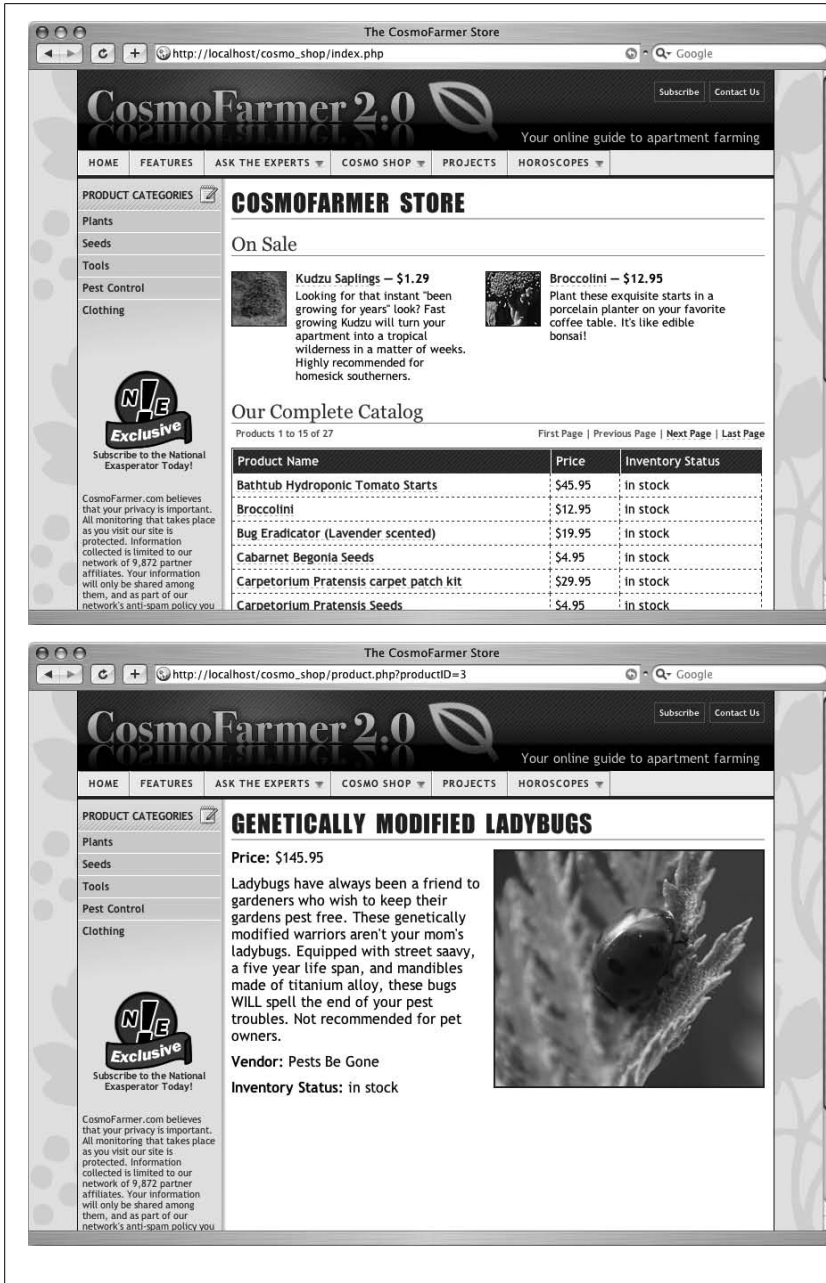 The CosmoFarmer Store
http://localhost/cosmo_shop/index.php
Google
CosmoFarmer 2.0
Subscribe
Contact Us
Your online guide to apartment farming
HOME
FEATURES
ASK THE EXPERTS
COSMO SHOP
PROJECTS
HOROSCOPES
PRODUCT CATEGORIES
Plants
Seeds
Tools
Pest Control
Clothing
N!E
Exclusive
Subscribe to the National
Exasperator Today!
CosmoFarmer.com believes
that your privacy is important.
All monitoring that takes place
as you visit our site is
protected. Information
collected is limited to our
network of 9,872 partner
affiliates. Your information
will only be shared among
them, and as part of our
network's anti-spam policy you
COSMOFARMER STORE
On Sale
Kudzu Saplings — $1.29
Looking for that instant "been
growing for years" look? Fast
growing Kudzu will turn your
apartment into a tropical
wilderness in a matter of weeks.
Highly recommended for
homesick southerners.
Broccolini — $12.95
Plant these exquisite starts in a
porcelain planter on your favorite
coffee table. It's like edible
bonsai!
Our Complete Catalog
Products 1 to 15 of 27
First Page | Previous Page | Next Page | Last Page
Product Name Price Inventory Status
Bathtub Hydroponic Tomato Starts $45.95 in stock
Broccolini $12.95 in stock
Bug Eradicator (Lavender scented) $19.95 in stock
Cabarnet Begonia Seeds $4.95 in stock
Carpetorium Pratensis carpet patch kit $29.95 in stock
Carpetorium Pratensis Seeds $4.95 in stock
The CosmoFarmer Store
http://localhost/cosmo_shop/product.php?productID=3
Google
CosmoFarmer 2.0
Subscribe
Contact Us
Your online guide to apartment farming
HOME
FEATURES
ASK THE EXPERTS
COSMO SHOP
PROJECTS
HOROSCOPES
PRODUCT CATEGORIES
Plants
Seeds
Tools
Pest Control
Clothing
N!E
Exclusive
Subscribe to the National
Exasperator Today!
CosmoFarmer.com believes
that your privacy is important.
All monitoring that takes place
as you visit our site is
protected. Information
collected is limited to our
network of 9,872 partner
affiliates. Your information
will only be shared among
them, and as part of our
network's anti-spam policy you
GENETICALLY MODIFIED LADYBUGS
Price: $145.95
Ladybugs have always been a friend to
gardeners who wish to keep their
gardens pest free. These genetically
modified warriors aren't your mom's
ladybugs. Equipped with street saavy,
a five year life span, and mandibles
made of titanium alloy, these bugs
WILL spell the end of your pest
troubles. Not recommended for pet
owners.
Vendor: Pests Be Gone
Inventory Status: in stock